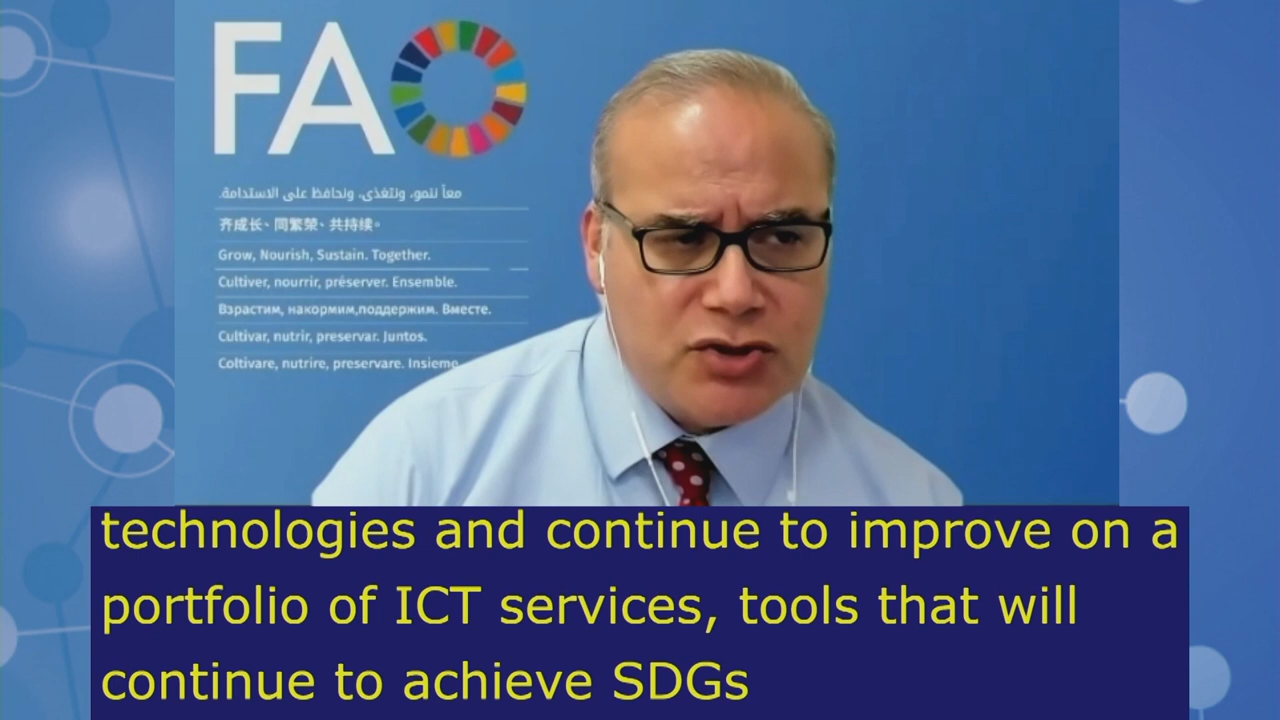 FAO
معاً ننمو، ونتغذى، ونحافظ على الاستدامة.
齐成长、同繁荣、共持续。
Grow, Nourish, Sustain. Together.
Cultiver, nourrir, préserver. Ensemble.
Взрастим, накормим,поддержим. Вместе.
Cultivar, nutrir, preservar. Juntos.
Coltivare, nutrire, preservare. Insieme
technologies and continue to improve on a
portfolio of ICT services, tools that will
continue to achieve SDGs